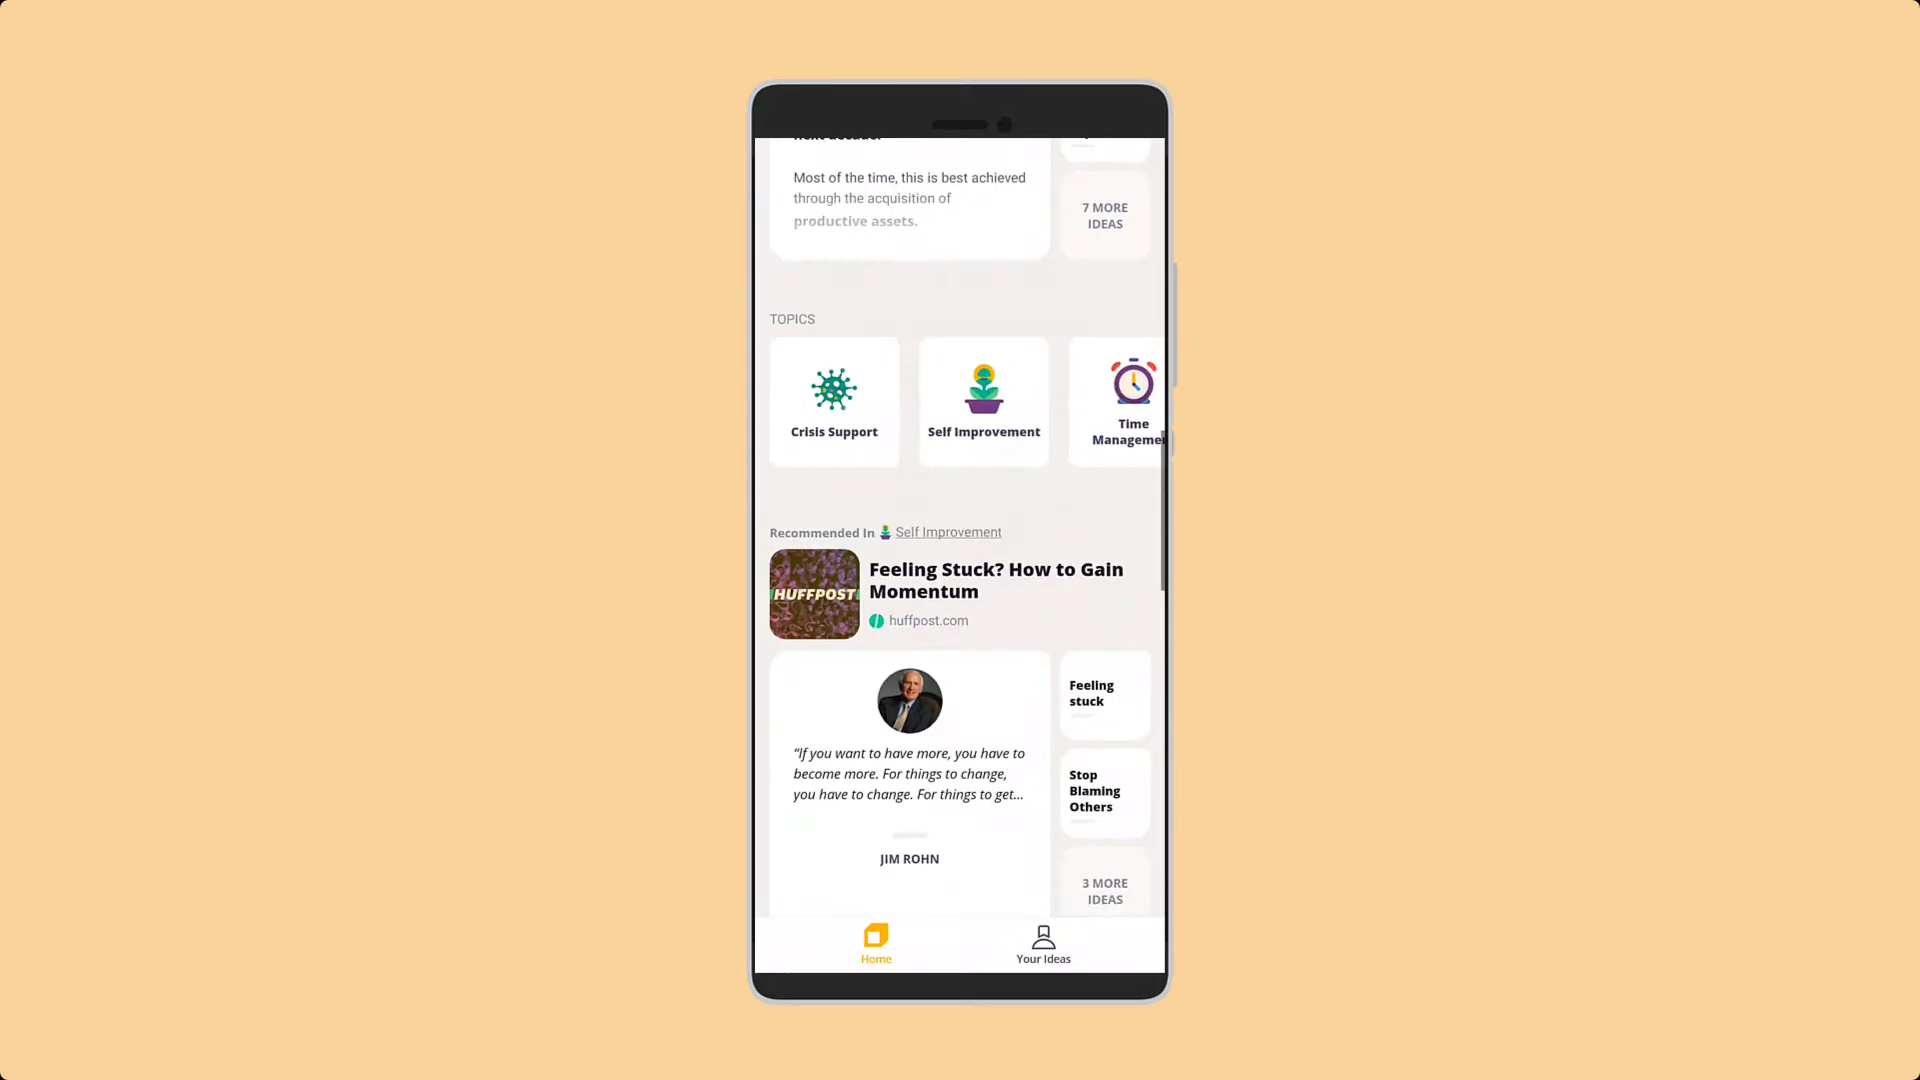 next decade.
Most of the time, this is best achieved
through the acquisition of
productive assets.
7 MORE
IDEAS
TOPICS
Crisis Support
Self Improvement
Time
Managemen
Recommended In Self Improvement
HUFFPOST
Feeling Stuck? How to Gain
Momentum
huffpost.com
“If you want to have more, you have to
become more. For things to change,
you have to change. For things to get...
JIM ROHN
Feeling
stuck
Stop
Blaming
Others
3 MORE
IDEAS
Home
Your Ideas